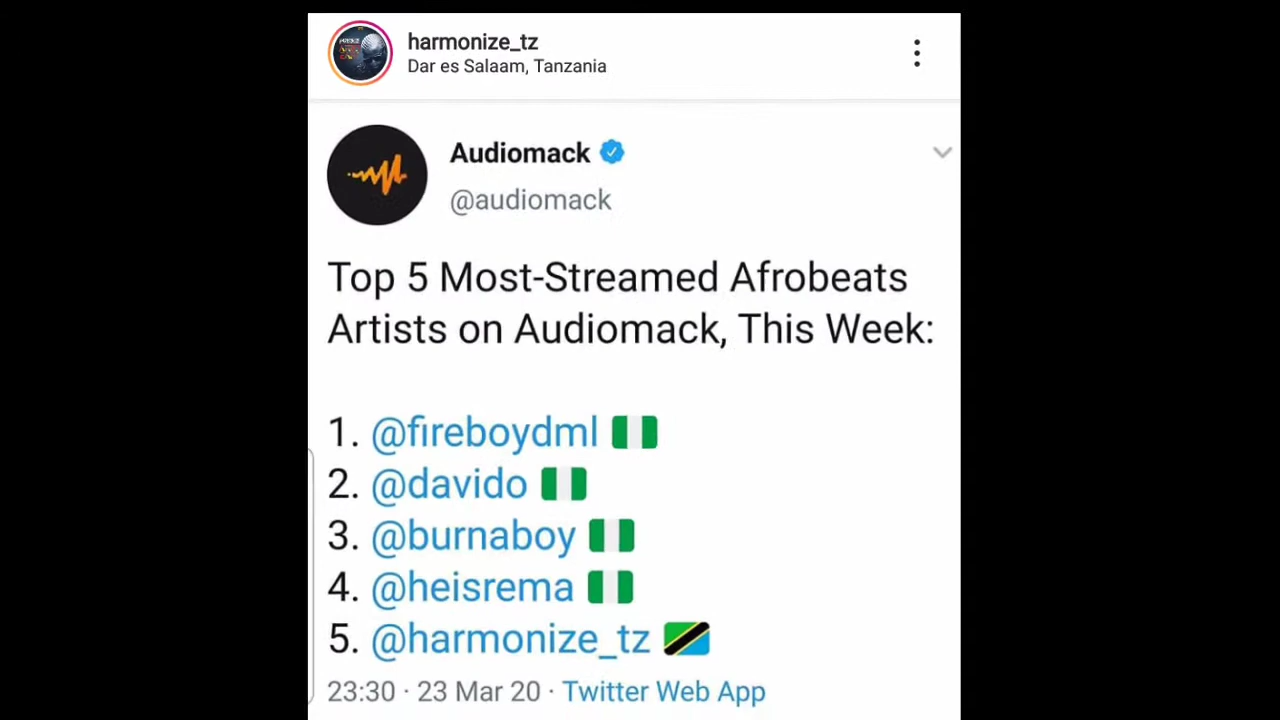 harmonize_tz
Dar es Salaam, Tanzania
Audiomack
@audiomack
Top 5 Most-Streamed Afrobeats
Artists on Audiomack, This Week:
1. @fireboydml 🇳🇬
2. @davido 🇳🇬
3. @burnaboy 🇳🇬
4. @heisrema 🇳🇬
5. @harmonize_tz 🇹🇿
23:30 · 23 Mar 20 · Twitter Web App